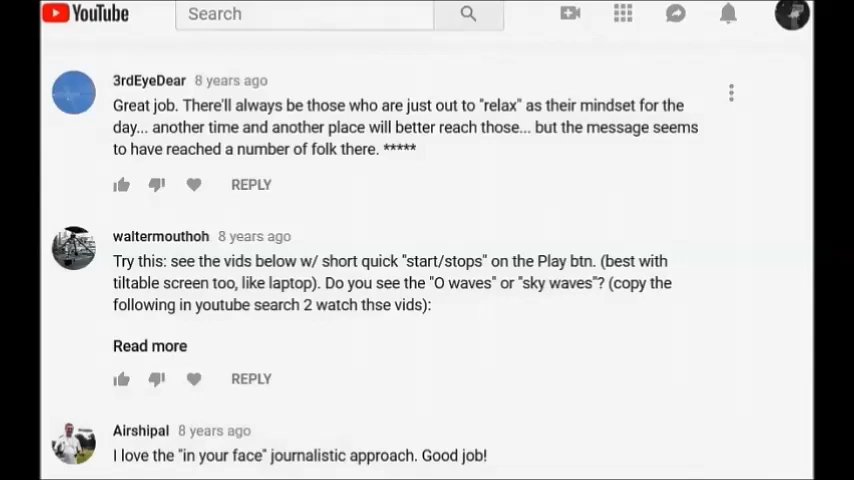 YouTube
Search
3rdEyeDear 8 years ago
Great job. There'll always be those who are just out to "relax" as their mindset for the
day... another time and another place will better reach those... but the message seems
to have reached a number of folk there. *****
REPLY
waltermouthoh 8 years ago
Try this: see the vids below w/ short quick "start/stops" on the Play btn. (best with
tiltable screen too, like laptop). Do you see the "O waves" or "sky waves"? (copy the
following in youtube search 2 watch thse vids):
Read more
REPLY
Airshipal 8 years ago
I love the "in your face" journalistic approach. Good job!